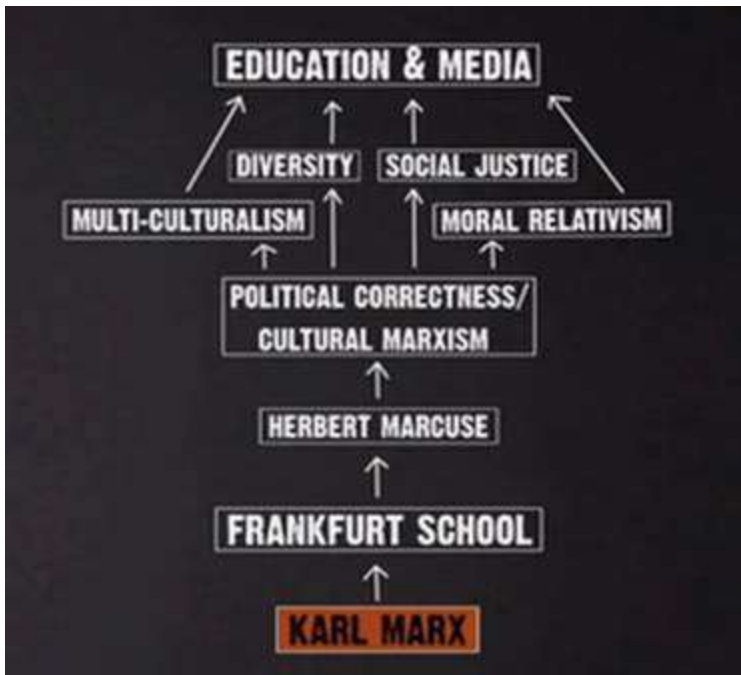 EDUCATION & MEDIA
DIVERSITY
SOCIAL JUSTICE
MULTI-CULTURALISM
MORAL RELATIVISM
POLITICAL CORRECTNESS/
CULTURAL MARXISM
HERBERT MARCUSE
FRANKFURT SCHOOL
KARL MARX